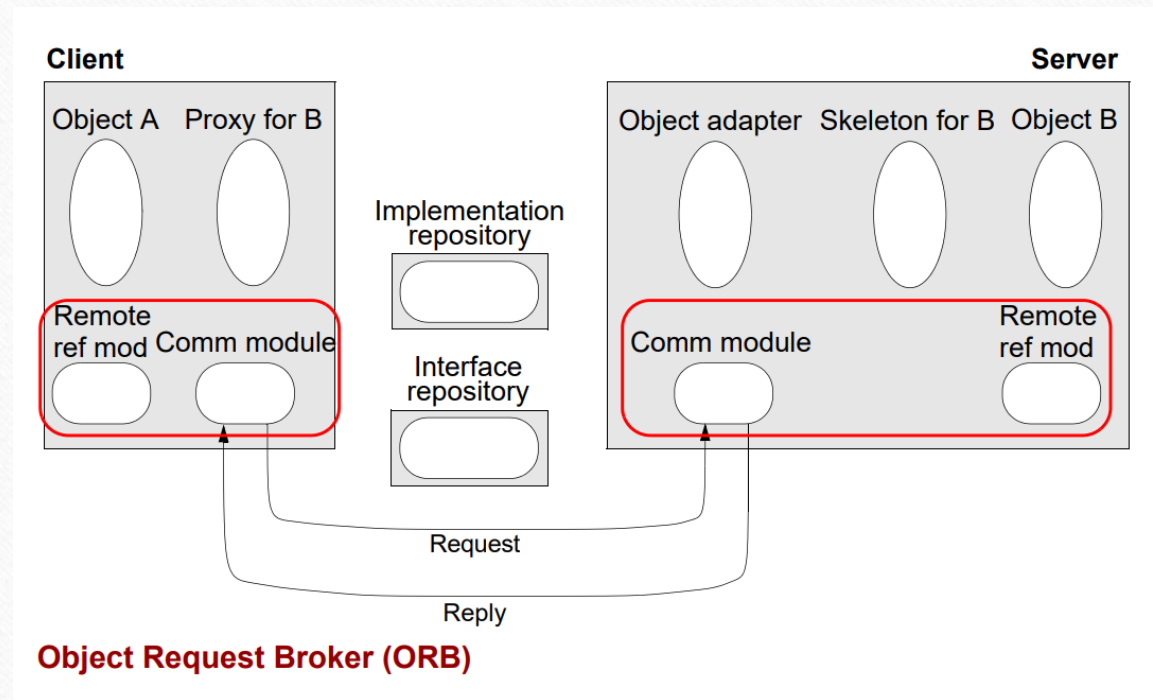 Client
Server
Object A
Proxy for B
Object adapter
Skeleton for B
Object B
Implementation
repository
Remote
ref mod
Comm module
Interface
repository
Comm module
Remote
ref mod
Request
Reply
Object Request Broker (ORB)